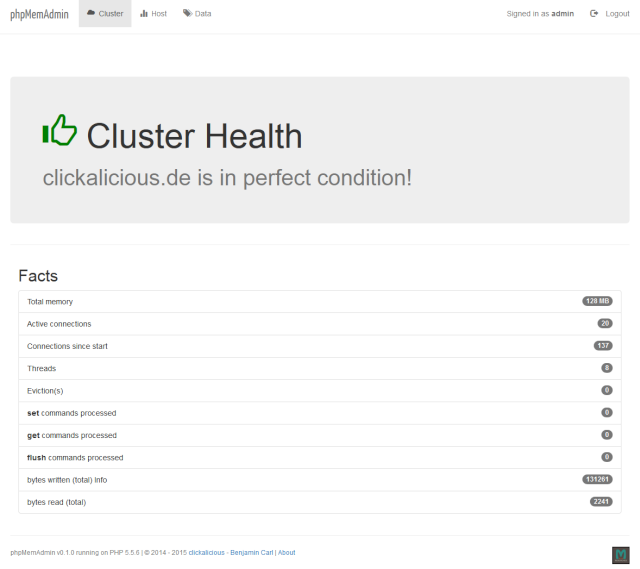 phpMemAdmin Cluster Host Data Signed in as admin Logout
Cluster Health
clickalicious.de is in perfect condition!
Facts
Total memory 128 MB
Active connections 20
Connections since start 137
Threads 8
Eviction(s) 0
set commands processed 0
get commands processed 0
flush commands processed 0
bytes written (total) info 131261
bytes read (total) 2241
phpMemAdmin v0.1.0 running on PHP 5.5.6 | © 2014 - 2015 clickalicious - Benjamin Carl | About
M